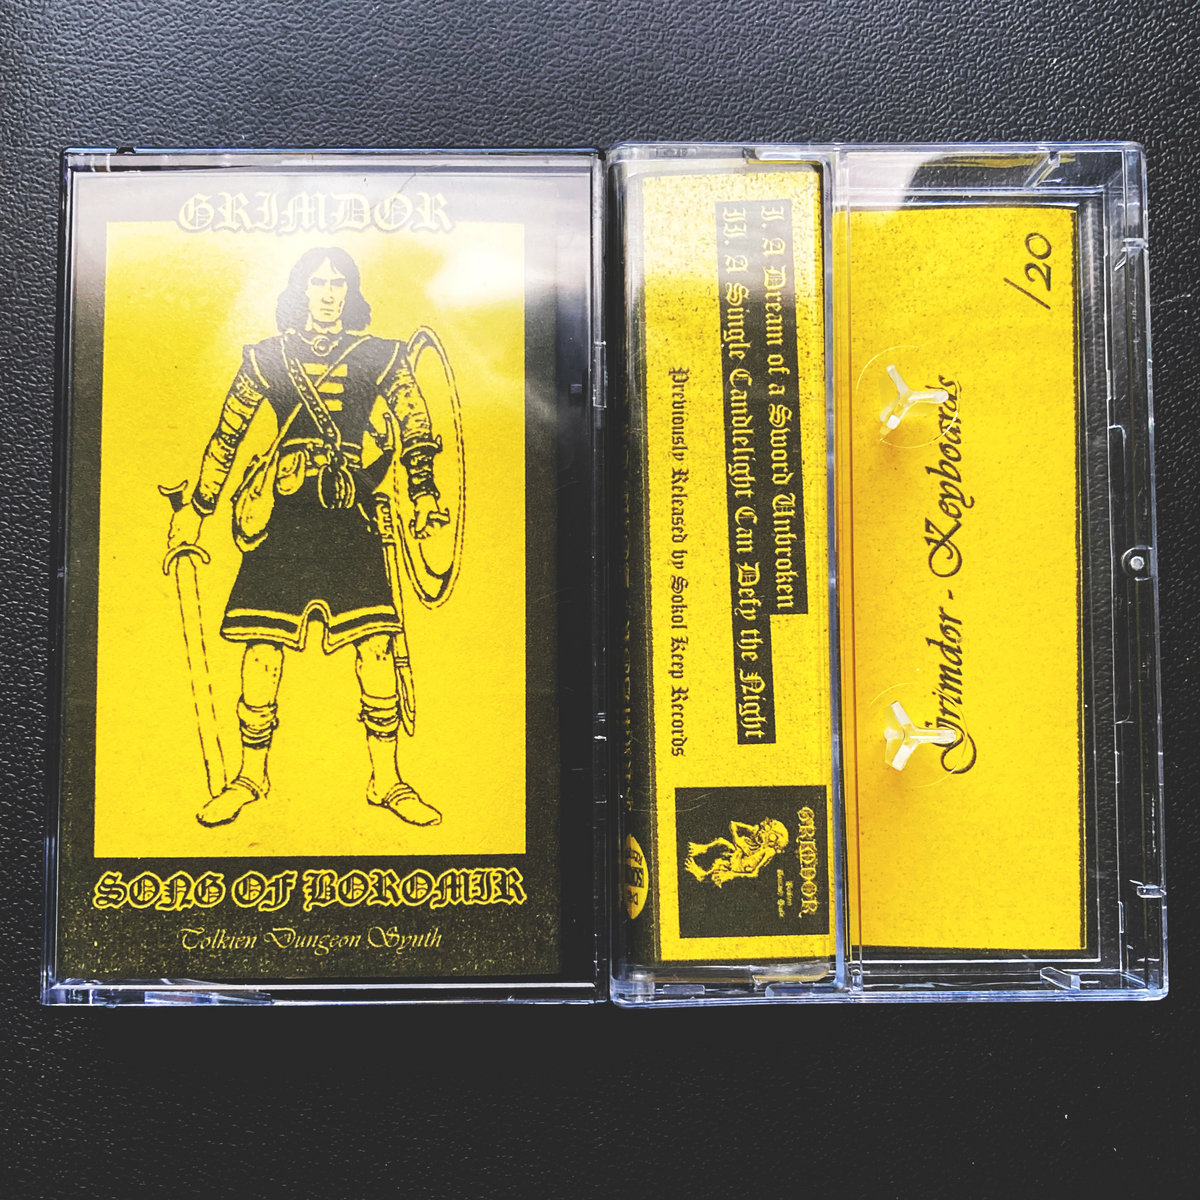 GRIMDOR
SONG OF BOROMIR
Tolkien Dungeon Synth
I. A Dream of a Sword Unbroken
II. A Single Candlelight Can Defy the Night
Previously Released by Sokol Keep Records
GRIMDOR
/20
Grimdor - Keyboards